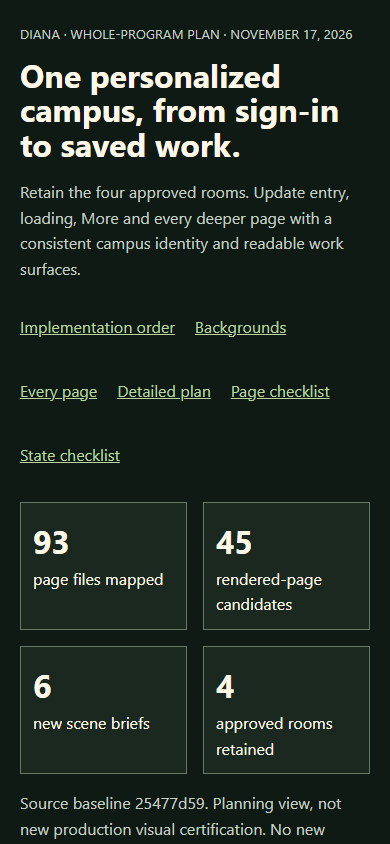 DIANA · WHOLE-PROGRAM PLAN · NOVEMBER 17, 2026
One personalized
campus, from sign-in
to saved work.
Retain the four approved rooms. Update entry,
loading, More and every deeper page with a
consistent campus identity and readable work
surfaces.
Implementation order Backgrounds
Every page Detailed plan Page checklist
State checklist
93
page files mapped
45
rendered-page
candidates
6
new scene briefs
4
approved rooms
retained
Source baseline 25477d59. Planning view, not
new production visual certification. No new